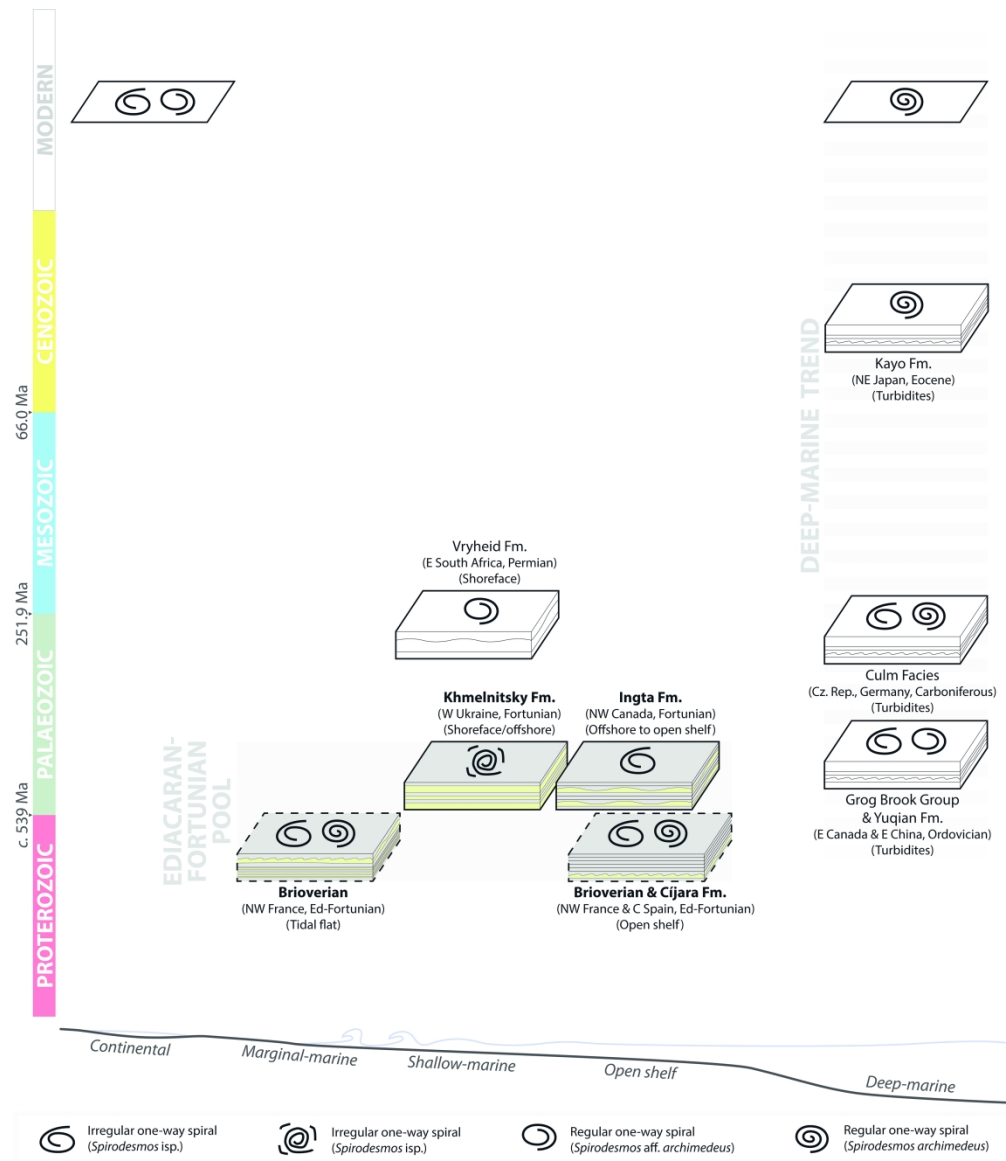 MODERN
CENOZOIC
66.0 Ma
MESOZOIC
251.9 Ma
PALAEOZOIC
c. 539 Ma
PROTEROZOIC
DEEP-MARINE TREND
Kayo Fm.
(NE Japan, Eocene)
(Turbidites)
Vryheid Fm.
(E South Africa, Permian)
(Shoreface)
Culm Facies
(Cz. Rep., Germany, Carboniferous)
(Turbidites)
Khmelnitsky Fm.
(W Ukraine, Fortunian)
(Shoreface/offshore)
Ingta Fm.
(NW Canada, Fortunian)
(Offshore to open shelf)
Grog Brook Group
& Yuqian Fm.
(E Canada & E China, Ordovician)
(Turbidites)
EDIACARAN-
FORTUNIAN
POOL
Brioverian
(NW France, Ed-Fortunian)
(Tidal flat)
Brioverian & Cíjara Fm.
(NW France & C Spain, Ed-Fortunian)
(Open shelf)
Continental
Marginal-marine
Shallow-marine
Open shelf
Deep-marine
Irregular one-way spiral
(Spirodesmos isp.)
Irregular one-way spiral
(Spirodesmos isp.)
Regular one-way spiral
(Spirodesmos aff. archimedeus)
Regular one-way spiral
(Spirodesmos archimedeus)